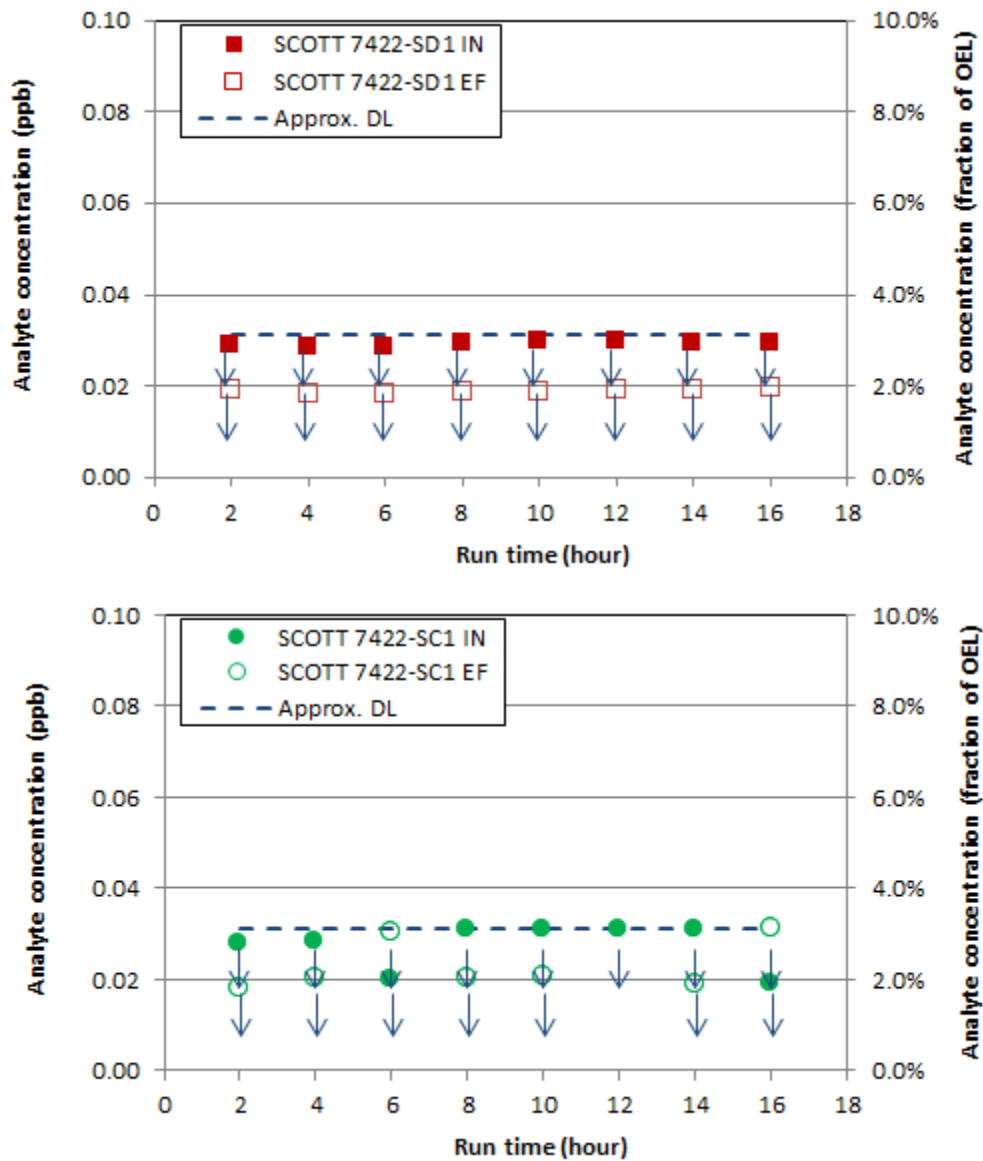 0.10
0.08
0.06
0.04
0.02
0.00
Analyte concentration (ppb)
SCOTT 7422-SD1 IN
SCOTT 7422-SD1 EF
Approx. DL
10.0%
8.0%
6.0%
4.0%
2.0%
0.0%
Analyte concentration (fraction of OEL)
0 2 4 6 8 10 12 14 16 18
Run time (hour)
0.10
0.08
0.06
0.04
0.02
0.00
Analyte concentration (ppb)
SCOTT 7422-SC1 IN
SCOTT 7422-SC1 EF
Approx. DL
10.0%
8.0%
6.0%
4.0%
2.0%
0.0%
Analyte concentration (fraction of OEL)
0 2 4 6 8 10 12 14 16 18
Run time (hour)